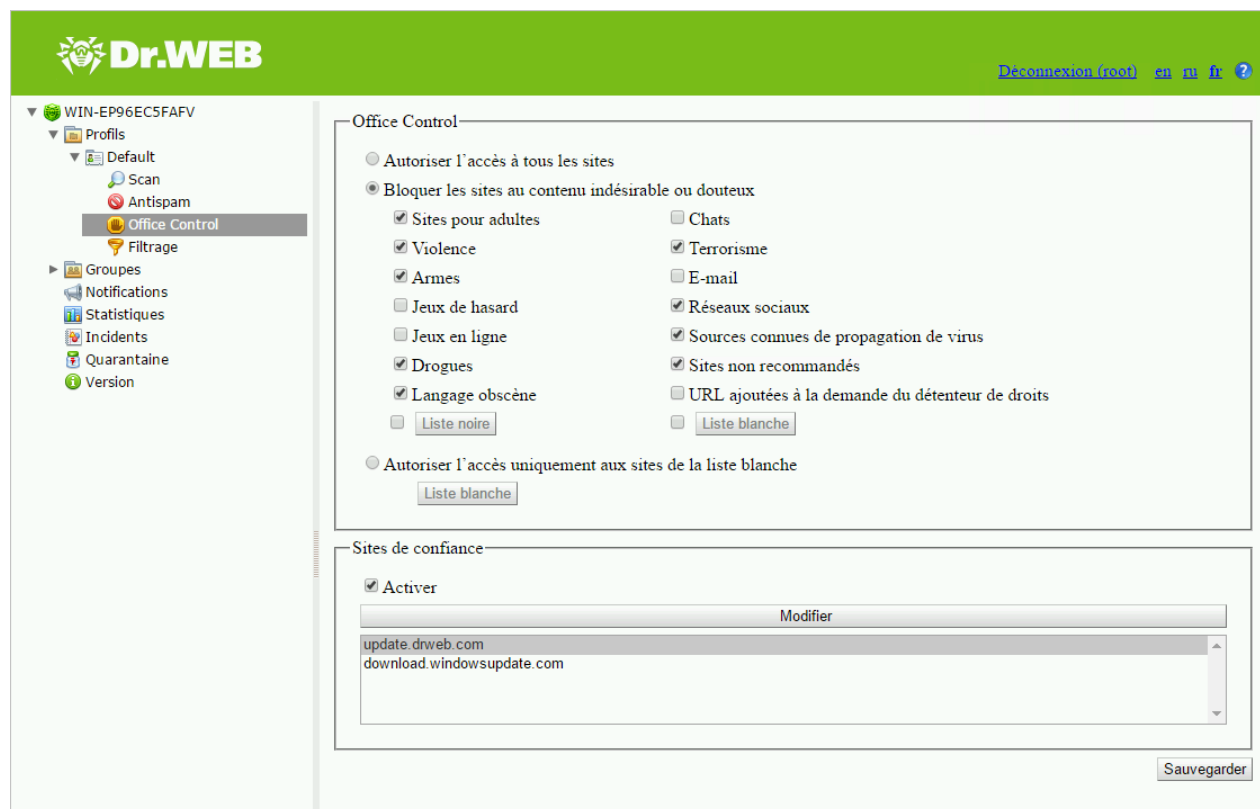 Dr.WEB
Déconnexion (root) en ru fr ?
WIN-EP96EC5FAFV
Profils
Default
Scan
Antispam
Office Control
Filtrage
Groupes
Notifications
Statistiques
Incidents
Quarantaine
Version
Office Control
Autoriser l'accès à tous les sites
Bloquer les sites au contenu indésirable ou douteux
Sites pour adultes Chats
Violence Terrorisme
Armes E-mail
Jeux de hasard Réseaux sociaux
Jeux en ligne Sources connues de propagation de virus
Drogues Sites non recommandés
Langage obscène URL ajoutées à la demande du détenteur de droits
Liste noire Liste blanche
Autoriser l'accès uniquement aux sites de la liste blanche
Liste blanche
Sites de confiance
Activer
Modifier
update.drweb.com
download.windowsupdate.com
Sauvegarder